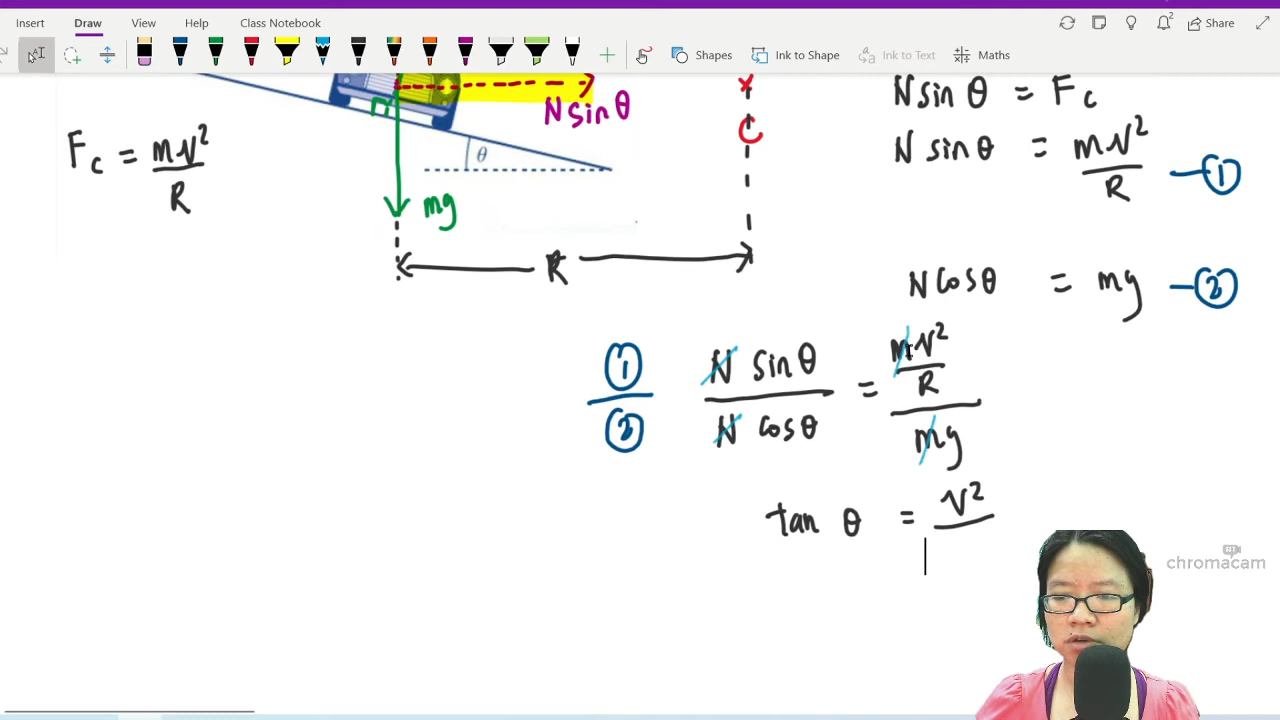 Insert Draw View Help Class Notebook Share
Shapes Ink to Shape Ink to Text Maths
N sin θ
F_c = mv²/R
θ
mg
R
C
N sin θ = F_c
N sin θ = mv²/R — ①
N cos θ = mg — ②
①/② N sin θ / N cos θ = (mv²/R) / mg
tan θ = v²
chromacam